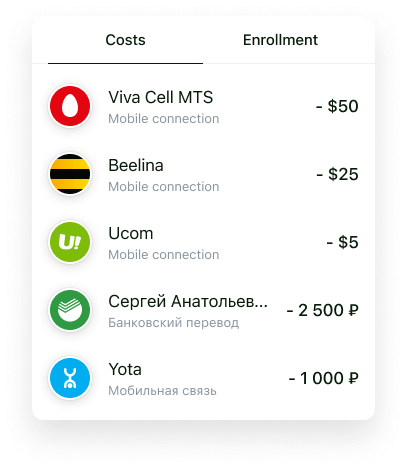 Costs Enrollment
Viva Cell MTS
Mobile connection
- $50
Beelina
Mobile connection
- $25
U!
Ucom
Mobile connection
- $5
Сергей Анатольев...
Банковский перевод
- 2 500 ₽
Yota
Мобильная связь
- 1 000 ₽